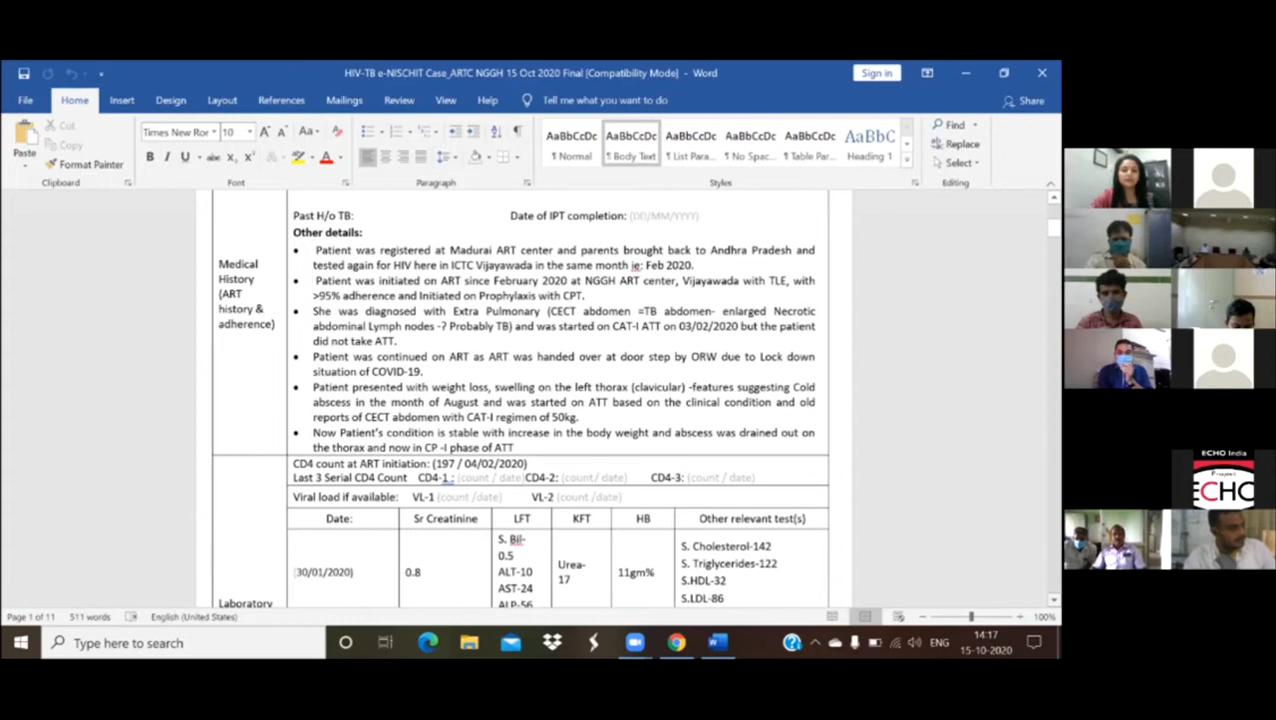 HIV-TB e-NISCHIT Case_ARTC NGGH 15 Oct 2020 Final [Compatibility Mode] - Word
Sign in
File Home Insert Design Layout References Mailings Review View Help Tell me what you want to do
Share
Paste
Cut
Copy
Format Painter
Clipboard
Times New Ror 10
Font
Paragraph
AaBbCcDc AaBbCcDc AaBbCcDc AaBbCcDc AaBbCcDc AaBbC
¶ Normal ¶ Body Text ¶ List Para... ¶ No Spac... ¶ Table Par... Heading 1
Styles
Find
Replace
Select
Editing
Medical
History
(ART
history &
adherence)
Past H/o TB: Date of IPT completion: (DD/MM/YYYY)
Other details:
• Patient was registered at Madurai ART center and parents brought back to Andhra Pradesh and
tested again for HIV here in ICTC Vijayawada in the same month ie: Feb 2020.
• Patient was initiated on ART since February 2020 at NGGH ART center, Vijayawada with TLE, with
>95% adherence and Initiated on Prophylaxis with CPT.
• She was diagnosed with Extra Pulmonary (CECT abdomen =TB abdomen- enlarged Necrotic
abdominal Lymph nodes -? Probably TB) and was started on CAT-I ATT on 03/02/2020 but the patient
did not take ATT.
• Patient was continued on ART as ART was handed over at door step by ORW due to Lock down
situation of COVID-19.
• Patient presented with weight loss, swelling on the left thorax (clavicular) -features suggesting Cold
abscess in the month of August and was started on ATT based on the clinical condition and old
reports of CECT abdomen with CAT-I regimen of 50kg.
• Now Patient's condition is stable with increase in the body weight and abscess was drained out on
the thorax and now in CP -I phase of ATT
CD4 count at ART initiation: (197 / 04/02/2020)
Last 3 Serial CD4 Count CD4-1 : (count / date)CD4-2: (count/ date) CD4-3: (count / date)
Viral load if available: VL-1 (count /date) VL-2 (count /date)
Date: Sr Creatinine LFT KFT HB Other relevant test(s)
Laboratory
(30/01/2020)
0.8
S. Bil-
0.5
ALT-10
AST-24
ALP-56
Urea-
17
11gm%
S. Cholesterol-142
S. Triglycerides-122
S.HDL-32
S.LDL-86
Page 1 of 11 511 words English (United States) 100%
Type here to search
ENG
14:17
15-10-2020
ECHO India
Project
ECHO